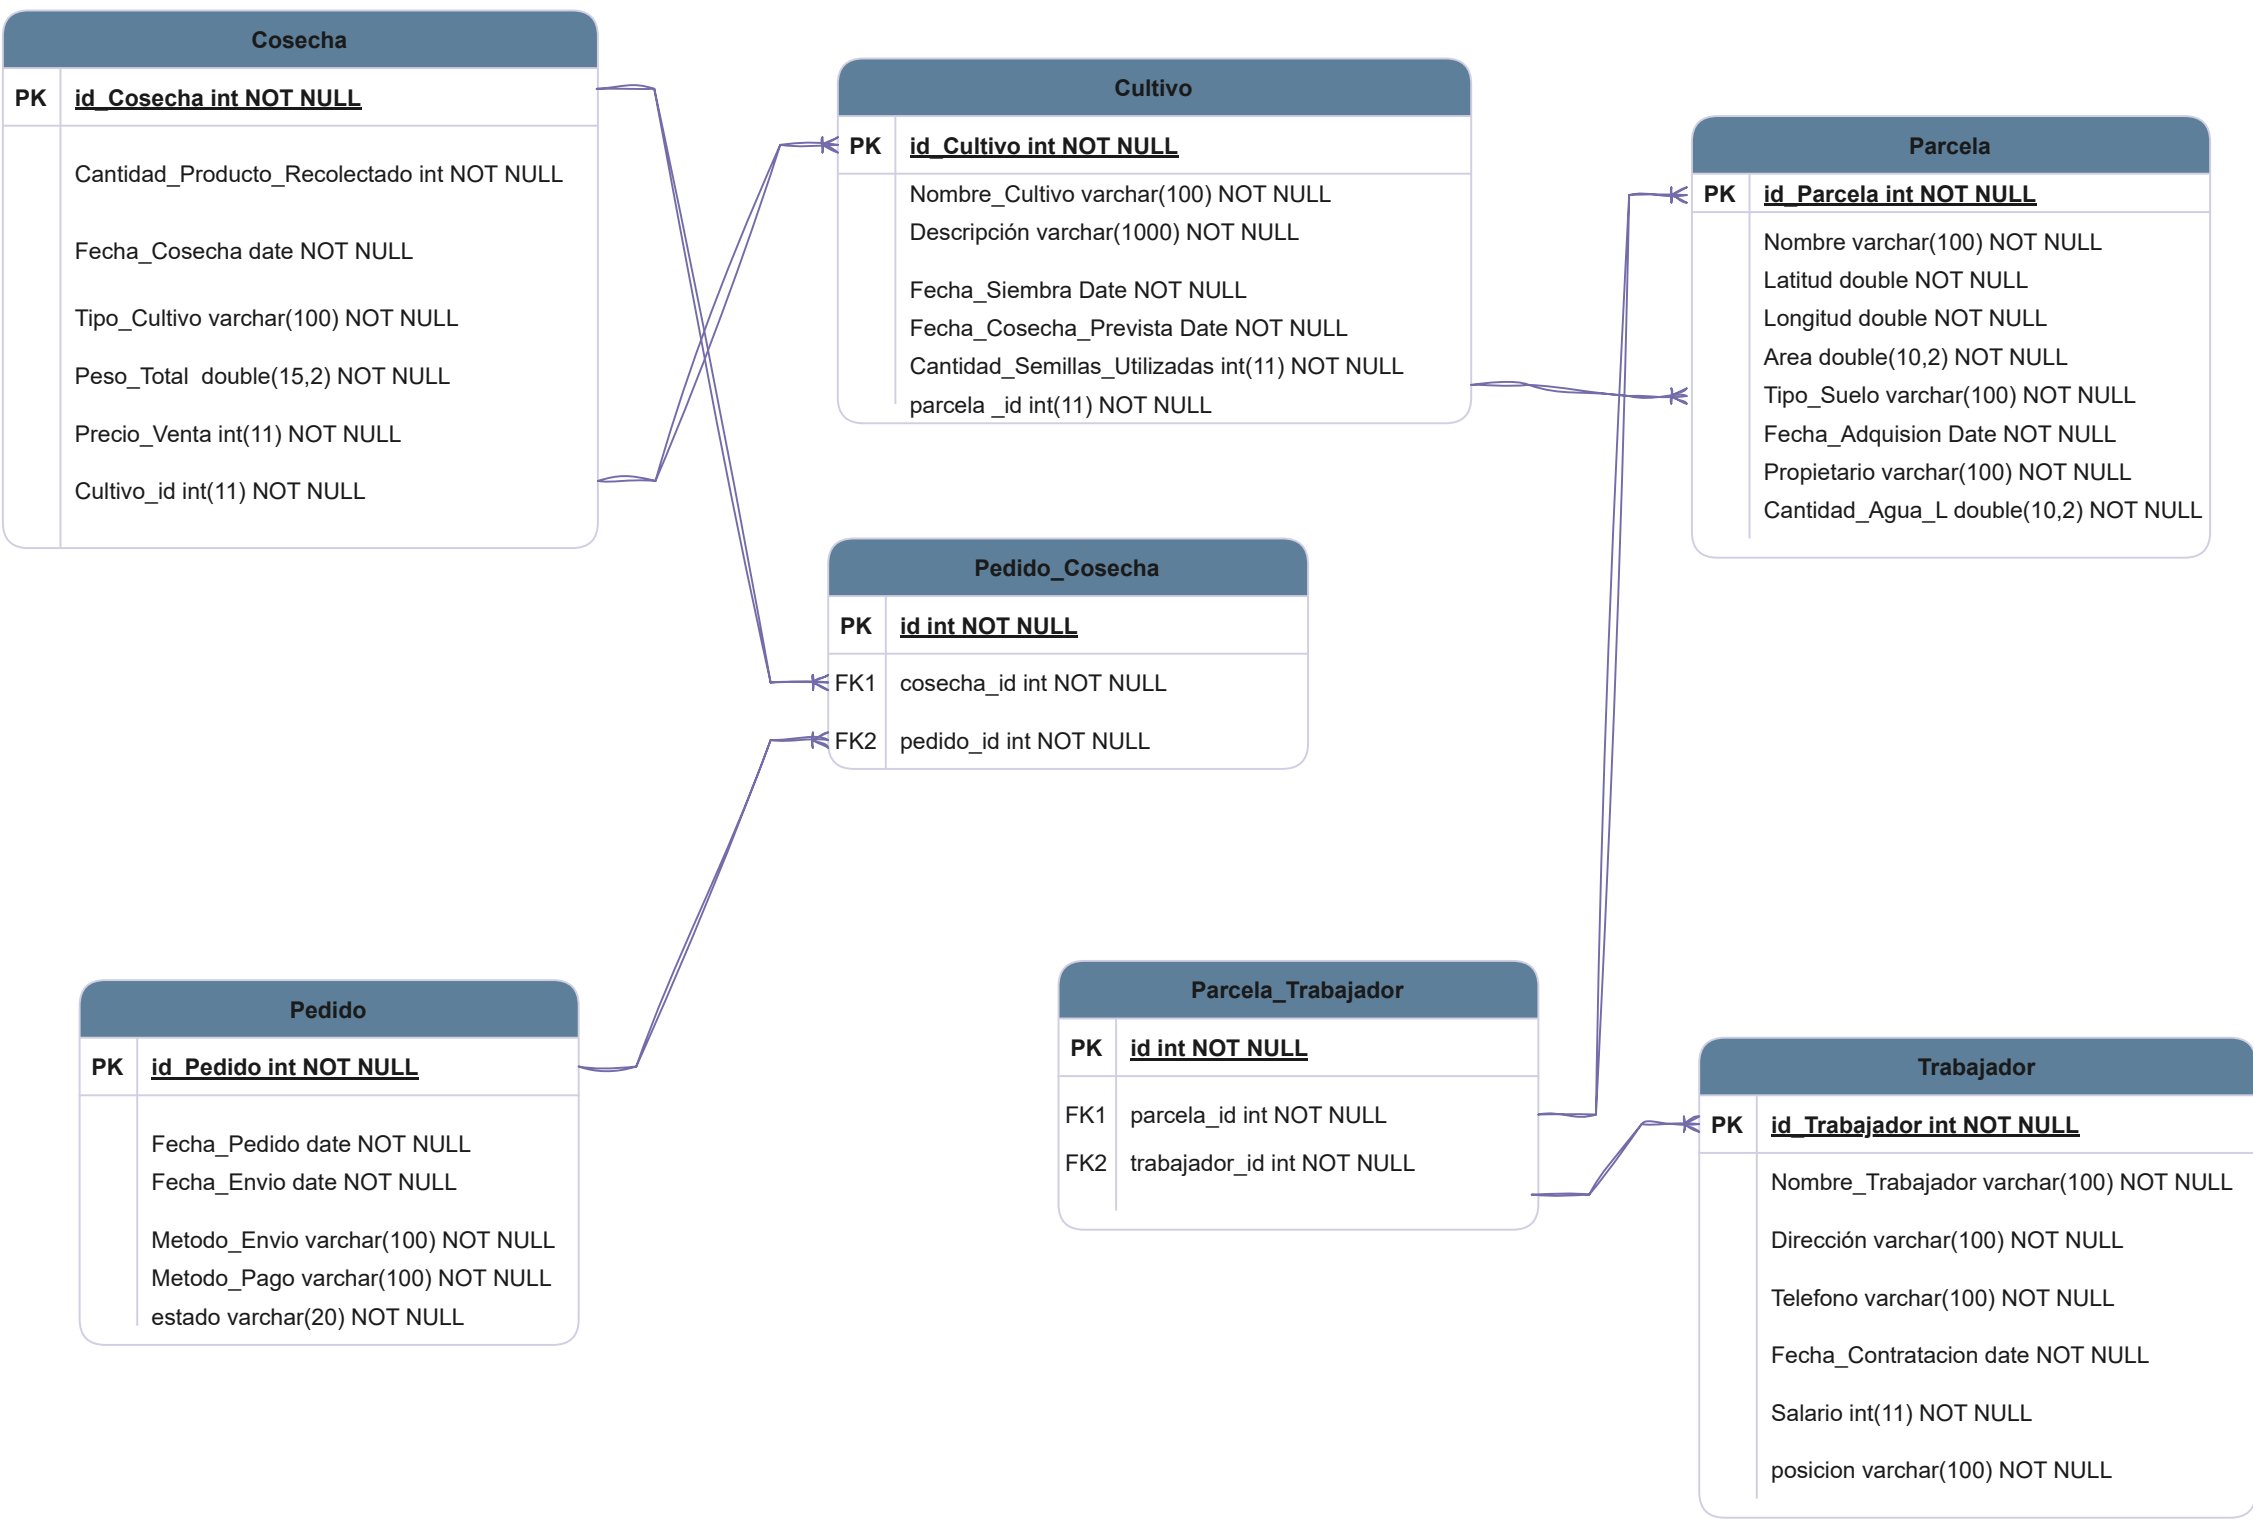 Cosecha
PK id_Cosecha int NOT NULL
Cantidad_Producto_Recolectado int NOT NULL
Fecha_Cosecha date NOT NULL
Tipo_Cultivo varchar(100) NOT NULL
Peso_Total double(15,2) NOT NULL
Precio_Venta int(11) NOT NULL
Cultivo_id int(11) NOT NULL
Cultivo
PK id_Cultivo int NOT NULL
Nombre_Cultivo varchar(100) NOT NULL
Descripción varchar(1000) NOT NULL
Fecha_Siembra Date NOT NULL
Fecha_Cosecha_Prevista Date NOT NULL
Cantidad_Semillas_Utilizadas int(11) NOT NULL
parcela _id int(11) NOT NULL
Parcela
PK id_Parcela int NOT NULL
Nombre varchar(100) NOT NULL
Latitud double NOT NULL
Longitud double NOT NULL
Area double(10,2) NOT NULL
Tipo_Suelo varchar(100) NOT NULL
Fecha_Adquision Date NOT NULL
Propietario varchar(100) NOT NULL
Cantidad_Agua_L double(10,2) NOT NULL
Pedido_Cosecha
PK id int NOT NULL
FK1 cosecha_id int NOT NULL
FK2 pedido_id int NOT NULL
Pedido
PK id_Pedido int NOT NULL
Fecha_Pedido date NOT NULL
Fecha_Envio date NOT NULL
Metodo_Envio varchar(100) NOT NULL
Metodo_Pago varchar(100) NOT NULL
estado varchar(20) NOT NULL
Parcela_Trabajador
PK id int NOT NULL
FK1 parcela_id int NOT NULL
FK2 trabajador_id int NOT NULL
Trabajador
PK id_Trabajador int NOT NULL
Nombre_Trabajador varchar(100) NOT NULL
Dirección varchar(100) NOT NULL
Telefono varchar(100) NOT NULL
Fecha_Contratacion date NOT NULL
Salario int(11) NOT NULL
posicion varchar(100) NOT NULL